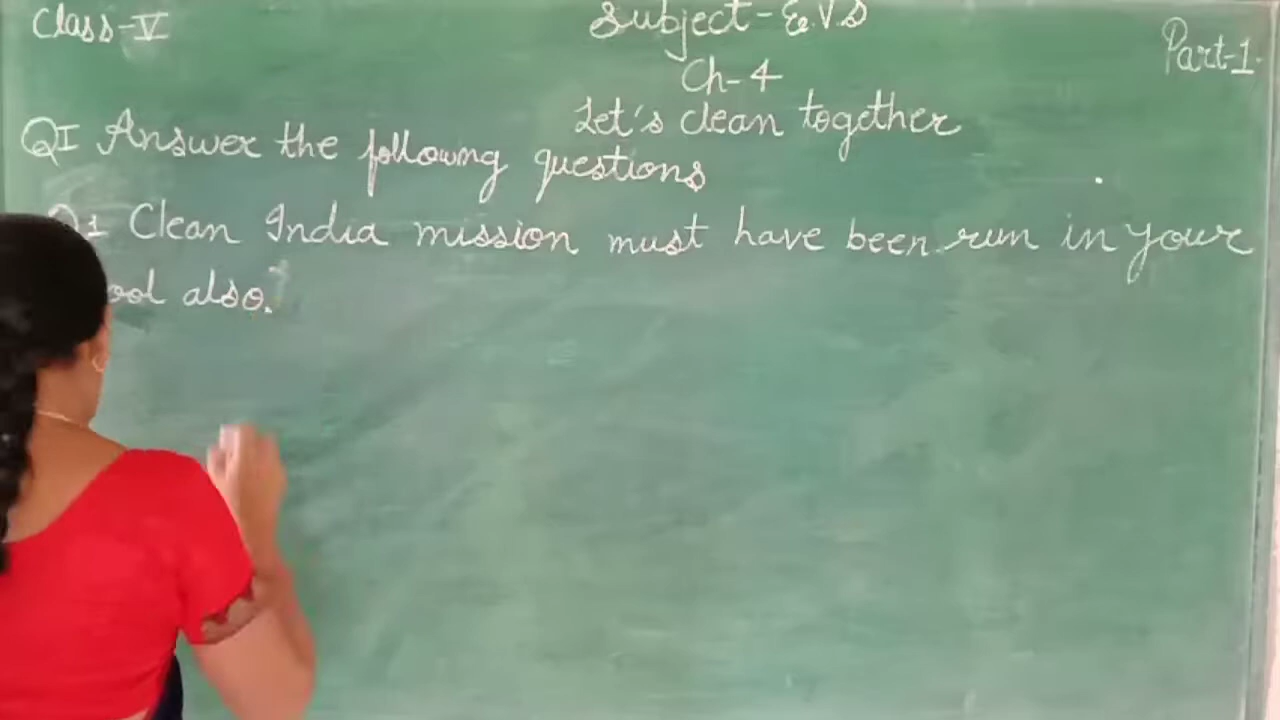 Class-V Subject-E.V.S Part-1.
Ch-4
Let's clean together
QI Answer the following questions
Q1 Clean India mission must have been run in your
ool also.